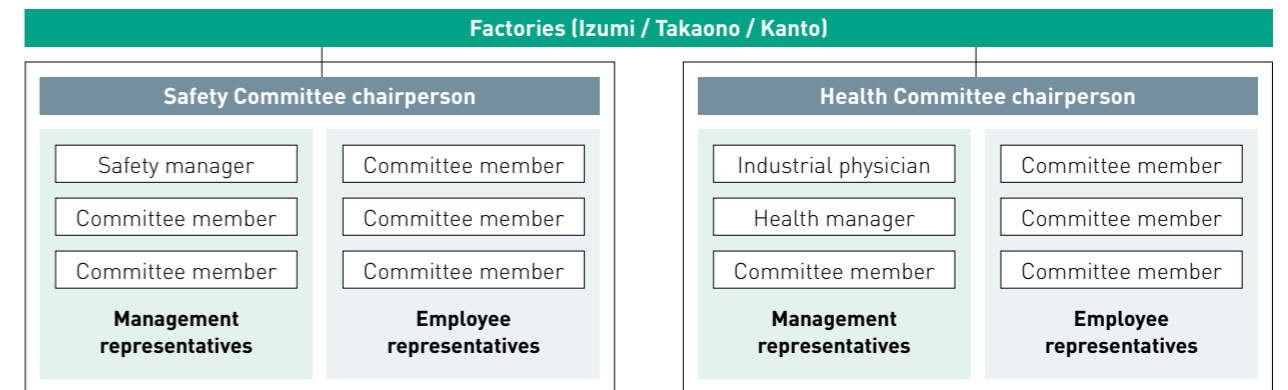 Factories (Izumi / Takaono / Kanto)
Safety Committee chairperson
Safety manager
Committee member
Committee member
Management
representatives
Committee member
Committee member
Committee member
Employee
representatives
Health Committee chairperson
Industrial physician
Health manager
Committee member
Management
representatives
Committee member
Committee member
Committee member
Employee
representatives